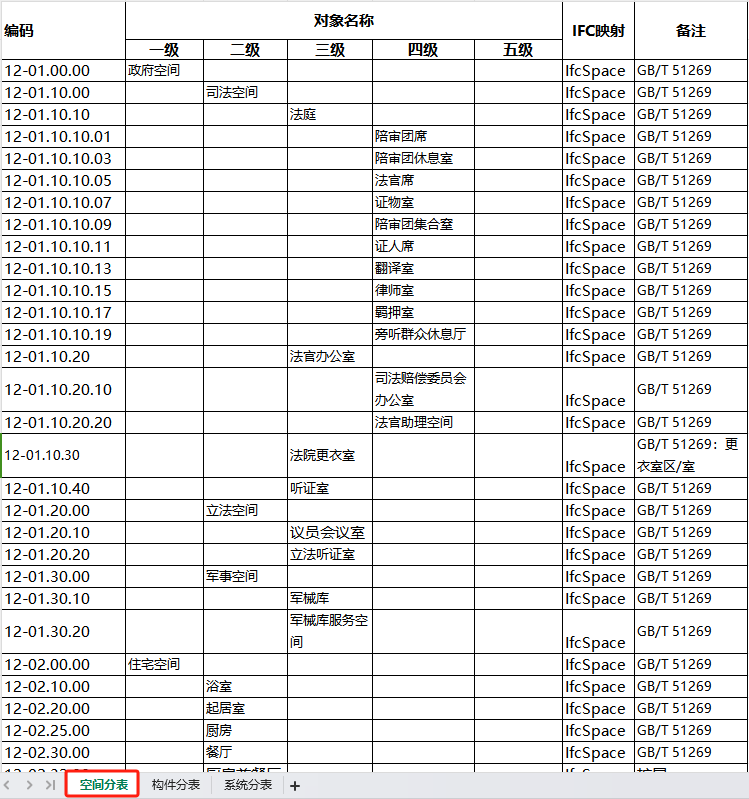 编码 对象名称 IFC映射 备注
一级 二级 三级 四级 五级
12-01.00.00 政府空间 IfcSpace GB/T 51269
12-01.10.00 司法空间 IfcSpace GB/T 51269
12-01.10.10 法庭 IfcSpace GB/T 51269
12-01.10.10.01 陪审团席 IfcSpace GB/T 51269
12-01.10.10.03 陪审团休息室 IfcSpace GB/T 51269
12-01.10.10.05 法官席 IfcSpace GB/T 51269
12-01.10.10.07 证物室 IfcSpace GB/T 51269
12-01.10.10.09 陪审团集合室 IfcSpace GB/T 51269
12-01.10.10.11 证人席 IfcSpace GB/T 51269
12-01.10.10.13 翻译室 IfcSpace GB/T 51269
12-01.10.10.15 律师室 IfcSpace GB/T 51269
12-01.10.10.17 羁押室 IfcSpace GB/T 51269
12-01.10.10.19 旁听群众休息厅 IfcSpace GB/T 51269
12-01.10.20 法官办公室 IfcSpace GB/T 51269
12-01.10.20.10 司法赔偿委员会
办公室 IfcSpace GB/T 51269
12-01.10.20.20 法官助理空间 IfcSpace GB/T 51269
12-01.10.30 法院更衣室 IfcSpace GB/T 51269：更
衣室区/室
12-01.10.40 听证室 IfcSpace GB/T 51269
12-01.20.00 立法空间 IfcSpace GB/T 51269
12-01.20.10 议员会议室 IfcSpace GB/T 51269
12-01.20.20 立法听证室 IfcSpace GB/T 51269
12-01.30.00 军事空间 IfcSpace GB/T 51269
12-01.30.10 军械库 IfcSpace GB/T 51269
12-01.30.20 军械库服务空
间 IfcSpace GB/T 51269
12-02.00.00 住宅空间 IfcSpace GB/T 51269
12-02.10.00 浴室 IfcSpace GB/T 51269
12-02.20.00 起居室 IfcSpace GB/T 51269
12-02.25.00 厨房 IfcSpace GB/T 51269
12-02.30.00 餐厅 IfcSpace GB/T 51269
空间分表 构件分表 系统分表 +